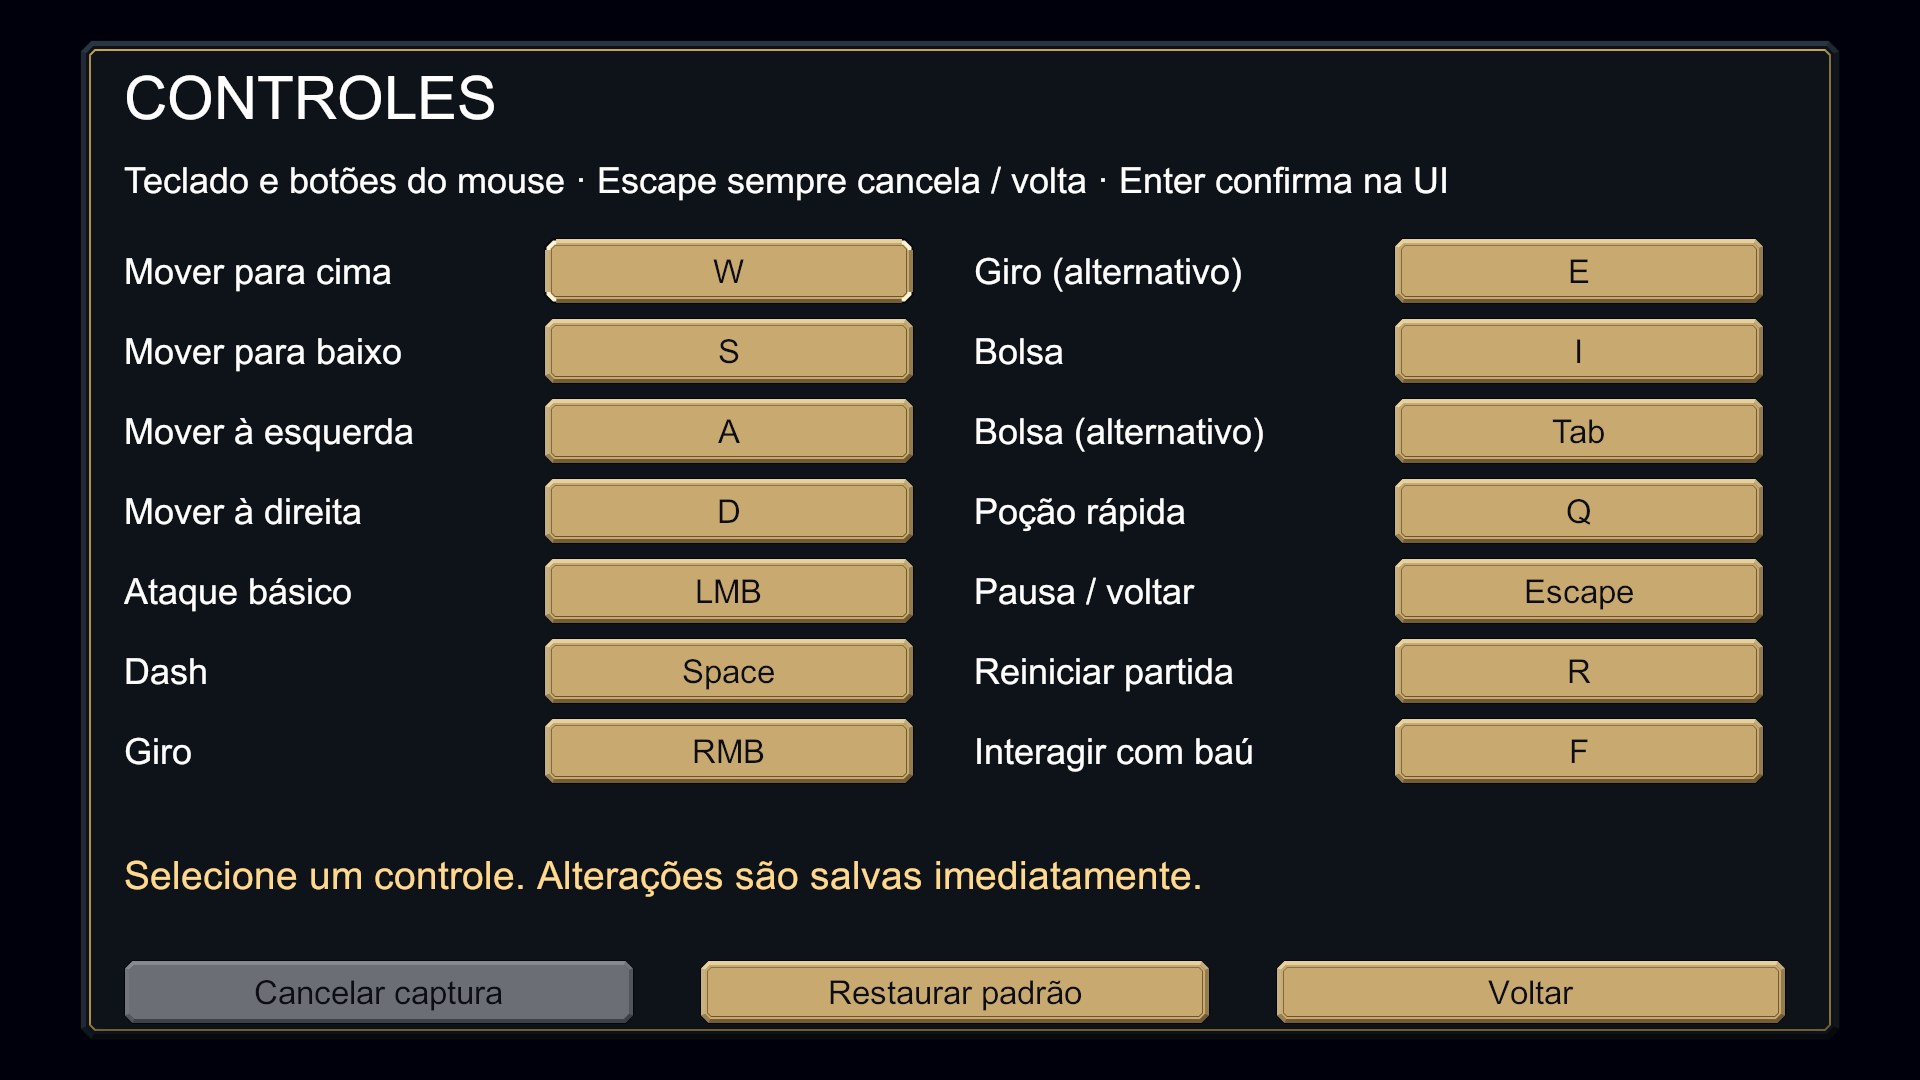 CONTROLES
Teclado e botões do mouse · Escape sempre cancela / volta · Enter confirma na UI
Mover para cima W Giro (alternativo) E
Mover para baixo S Bolsa I
Mover à esquerda A Bolsa (alternativo) Tab
Mover à direita D Poção rápida Q
Ataque básico LMB Pausa / voltar Escape
Dash Space Reiniciar partida R
Giro RMB Interagir com baú F
Selecione um controle. Alterações são salvas imediatamente.
Cancelar captura Restaurar padrão Voltar